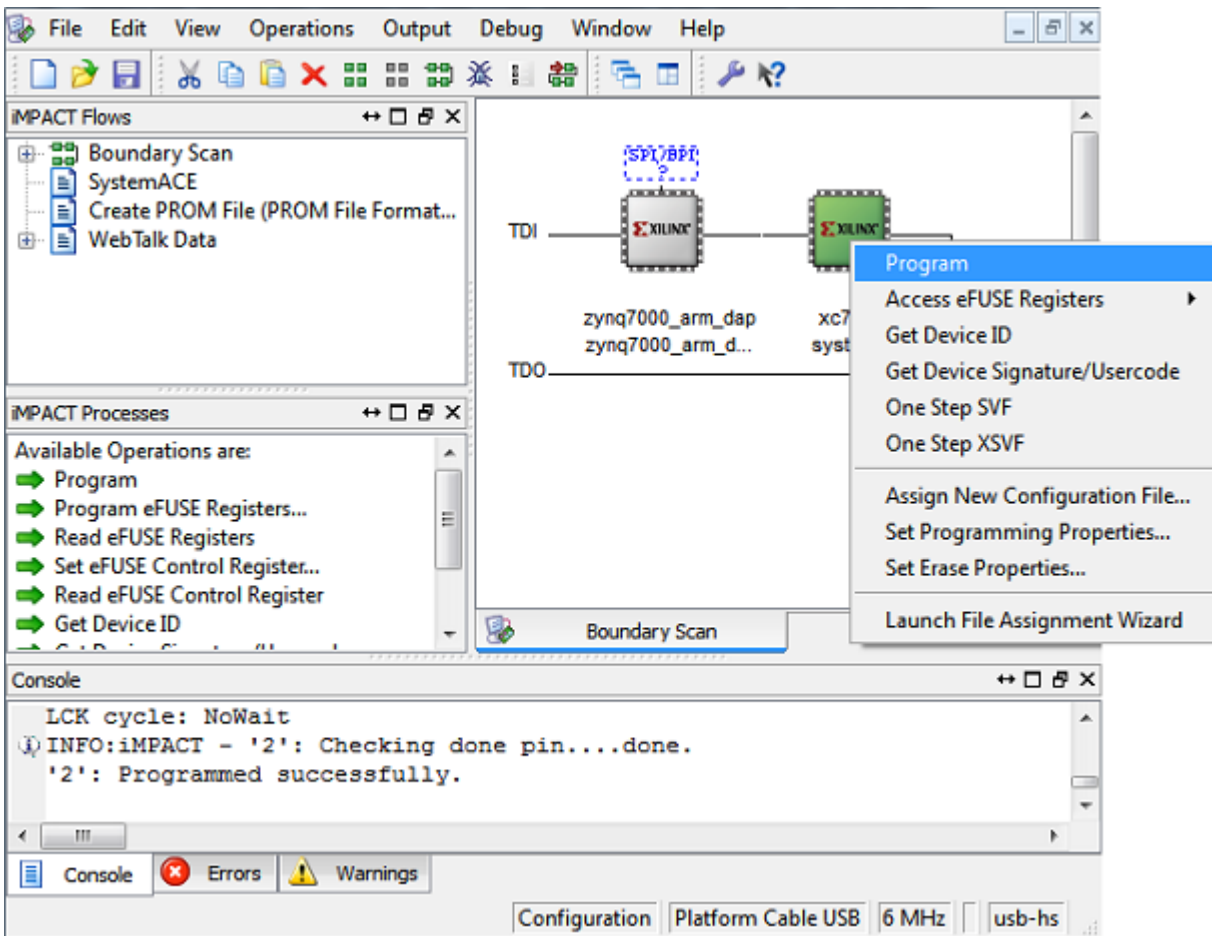 File Edit View Operations Output Debug Window Help
iMPACT Flows
Boundary Scan
SystemACE
Create PROM File (PROM File Format...
WebTalk Data
iMPACT Processes
Available Operations are:
Program
Program eFUSE Registers...
Read eFUSE Registers
Set eFUSE Control Register...
Read eFUSE Control Register
Get Device ID
SPI/BPI
?
TDI
XILINX
XILINX
zynq7000_arm_dap
zynq7000_arm_d...
xc7
syst
TDO
Program
Access eFUSE Registers
Get Device ID
Get Device Signature/Usercode
One Step SVF
One Step XSVF
Assign New Configuration File...
Set Programming Properties...
Set Erase Properties...
Launch File Assignment Wizard
Boundary Scan
Console
LCK cycle: NoWait
INFO:iMPACT - '2': Checking done pin....done.
'2': Programmed successfully.
Console Errors Warnings
Configuration Platform Cable USB 6 MHz usb-hs